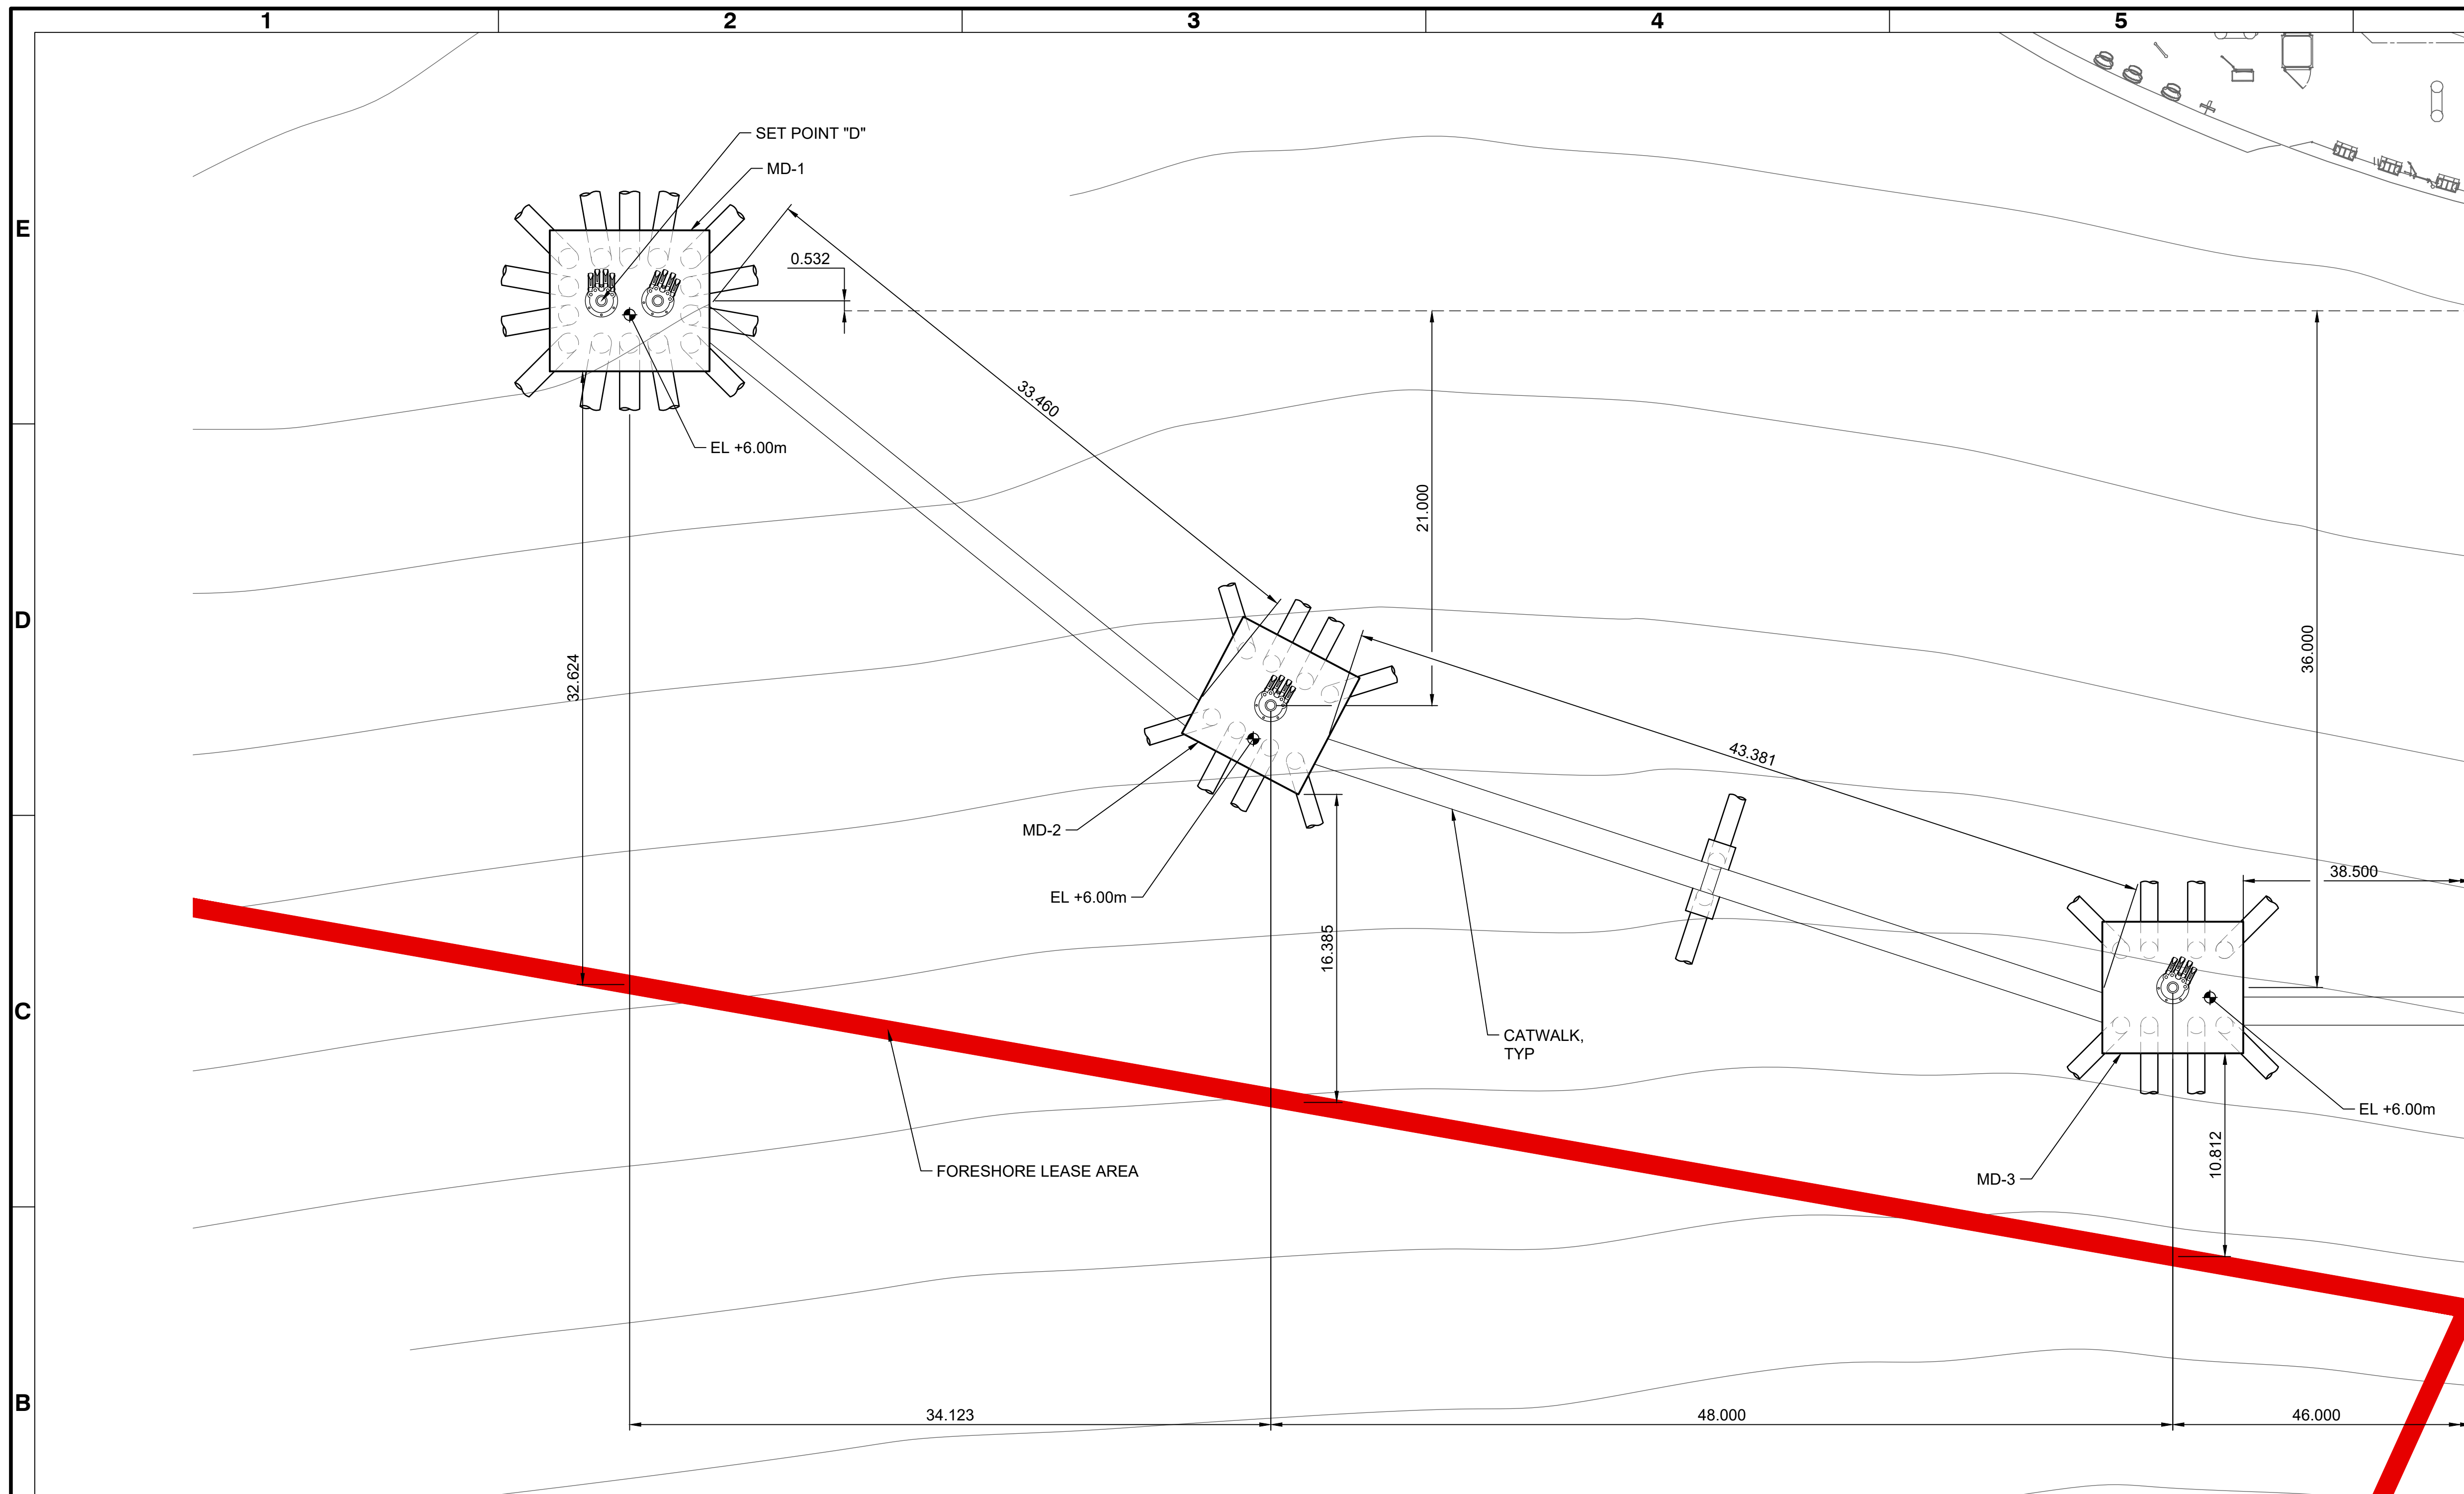 1
2
3
4
5
SET POINT "D"
MD-1
E
0.532
33.460
EL +6.00m
21.000
D
32.624
36.000
43.381
MD-2
38.500
EL +6.00m
16.385
C
CATWALK,
TYP
EL +6.00m
10.812
FORESHORE LEASE AREA
MD-3
B
34.123
48.000
46.000